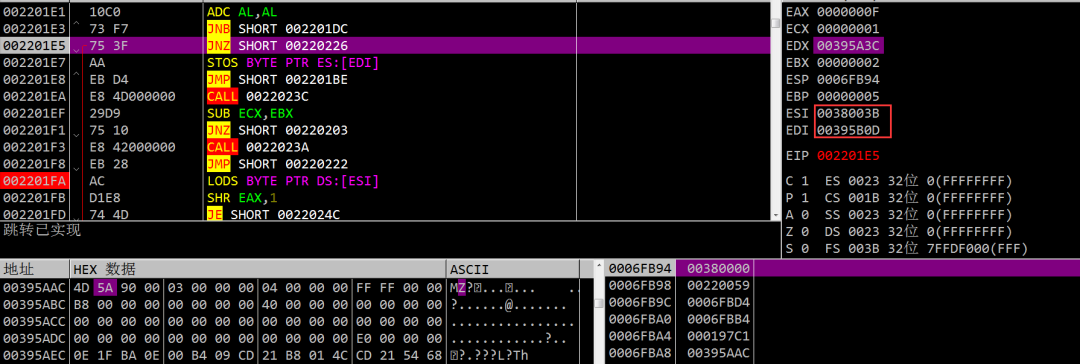 002201E1 10C0 ADC AL,AL
002201E3 73 F7 JNB SHORT 002201DC
002201E5 75 3F JNZ SHORT 00220226
002201E7 AA STOS BYTE PTR ES:[EDI]
002201E8 EB D4 JMP SHORT 002201BE
002201EA E8 4D000000 CALL 0022023C
002201EF 29D9 SUB ECX,EBX
002201F1 75 10 JNZ SHORT 00220203
002201F3 E8 42000000 CALL 0022023A
002201F8 EB 28 JMP SHORT 00220222
002201FA AC LODS BYTE PTR DS:[ESI]
002201FB D1E8 SHR EAX,1
002201FD 74 4D JE SHORT 0022024C
跳转已实现
EAX 0000000F
ECX 00000001
EDX 00395A3C
EBX 00000002
ESP 0006FB94
EBP 00000005
ESI 0038003B
EDI 00395B0D
EIP 002201E5
C 1 ES 0023 32位 0(FFFFFFFF)
P 1 CS 001B 32位 0(FFFFFFFF)
A 0 SS 0023 32位 0(FFFFFFFF)
Z 0 DS 0023 32位 0(FFFFFFFF)
S 0 FS 003B 32位 7FFDF000(FFF)
地址 HEX 数据 ASCII
00395AAC 4D 5A 90 00 03 00 00 00 04 00 00 00 FF FF 00 00
00395ABC B8 00 00 00 00 00 00 00 40 00 00 00 00 00 00 00 ?.......@.......
00395ACC 00 00 00 00 00 00 00 00 00 00 00 00 00 00 00 00 ................
00395ADC 00 00 00 00 00 00 00 00 00 00 00 00 E0 00 00 00 ............?..
00395AEC 0E 1F BA 0E 00 B4 09 CD 21 B8 01 4C CD 21 54 68
0006FB94 00380000
0006FB98 00220059
0006FB9C 0006FBD4
0006FBA0 0006FBB4
0006FBA4 000197C1
0006FBA8 00395AAC